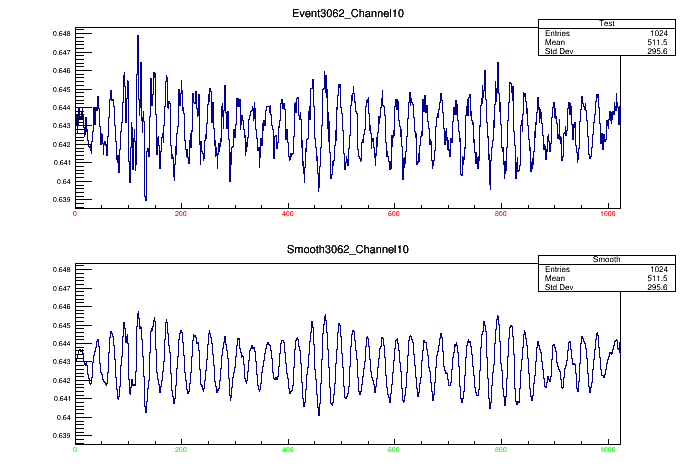 Event3062_Channel10
Test
Entries 1024
Mean 511.5
Std Dev 295.6
0.648
0.647
0.646
0.645
0.644
0.643
0.642
0.641
0.64
0.639
0 200 400 600 800 1000
Smooth3062_Channel10
Smooth
Entries 1024
Mean 511.5
Std Dev 295.6
0.648
0.647
0.646
0.645
0.644
0.643
0.642
0.641
0.64
0.639
0 200 400 600 800 1000